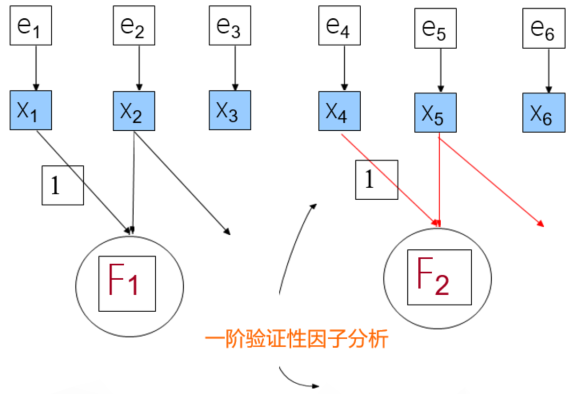 e₁ e₂ e₃ e₄ e₅ e₆
X₁ X₂ X₃ X₄ X₅ X₆
1 1
F₁ F₂
一阶验证性因子分析